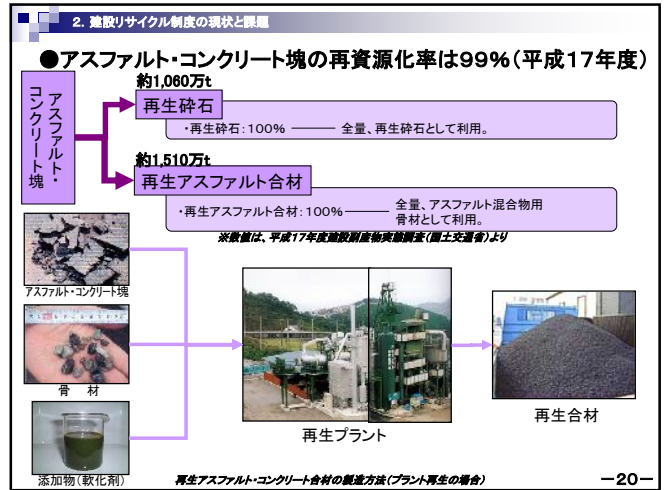 2．建設リサイクル制度の現状と課題
●アスファルト・コンクリート塊の再資源化率は99％（平成17年度）
アスファルト・
コンクリート塊
約1,060万t
再生砕石
・再生砕石：100％ ――― 全量、再生砕石として利用。
約1,510万t
再生アスファルト合材
・再生アスファルト合材：100％―――
全量、アスファルト混合物用
骨材として利用。
※数値は、平成17年度建設副産物実態調査（国土交通省）より
アスファルト・コンクリート塊
骨　材
添加物（軟化剤）
再生プラント
再生合材
再生アスファルト・コンクリート合材の製造方法（プラント再生の場合）
－20－